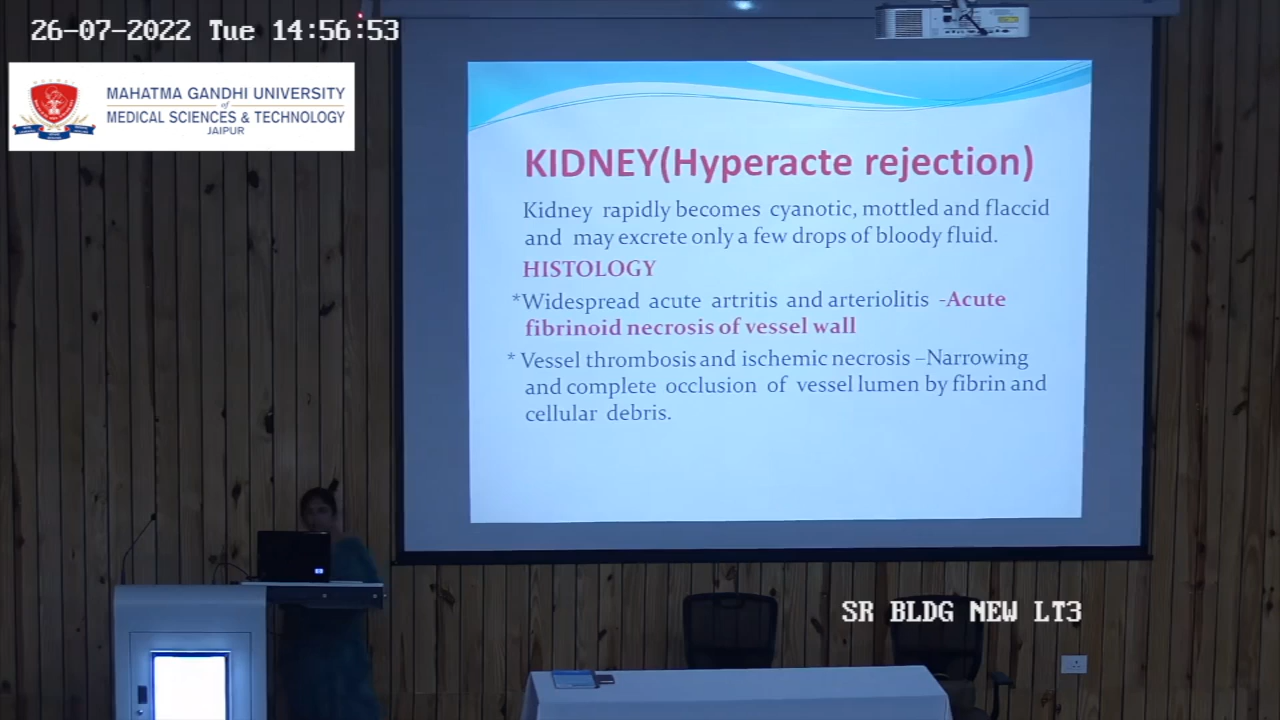 26-07-2022 Tue 14:56:53
MAHATMA GANDHI UNIVERSITY
of
MEDICAL SCIENCES & TECHNOLOGY
JAIPUR
KIDNEY(Hyperacte rejection)
Kidney rapidly becomes cyanotic, mottled and flaccid
and may excrete only a few drops of bloody fluid.
HISTOLOGY
*Widespread acute artritis and arteriolitis -Acute
fibrinoid necrosis of vessel wall
* Vessel thrombosis and ischemic necrosis –Narrowing
and complete occlusion of vessel lumen by fibrin and
cellular debris.
SR BLDG NEW LT3